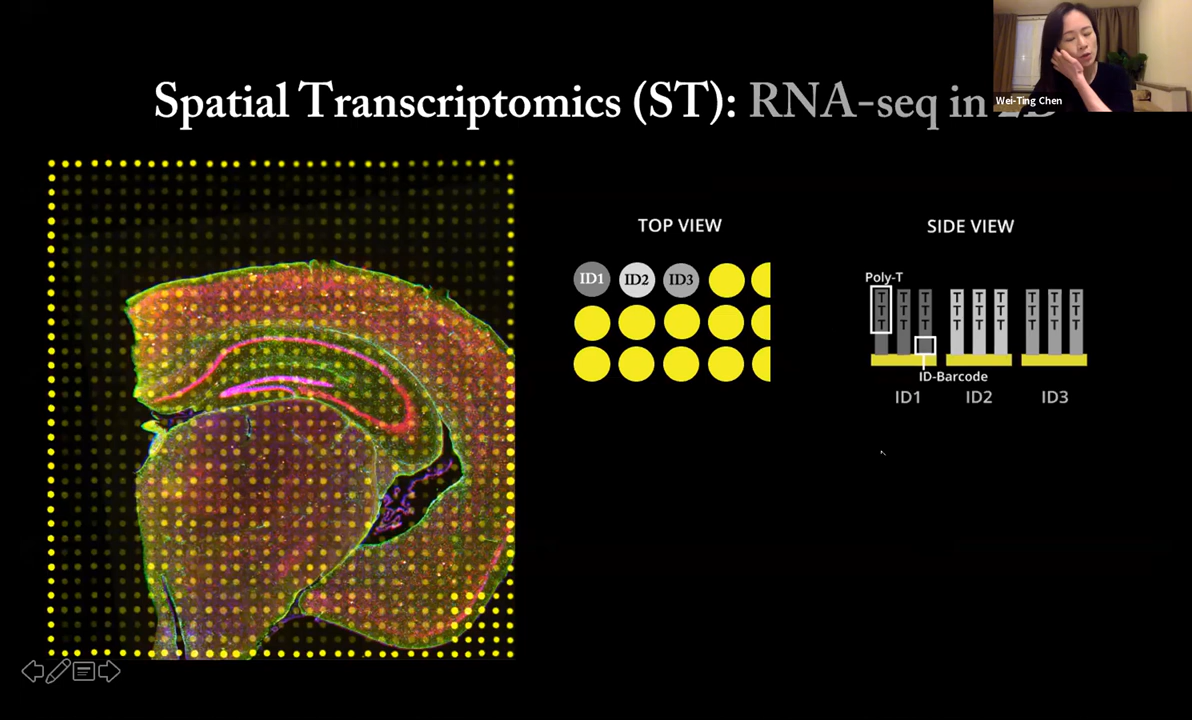 Wei-Ting Chen
Spatial Transcriptomics (ST): RNA-seq in
TOP VIEW
SIDE VIEW
ID1 ID2 ID3
Poly-T
T T T T T T T T T
T T T T T T T T T
T T T T T T T T T
ID-Barcode
ID1 ID2 ID3